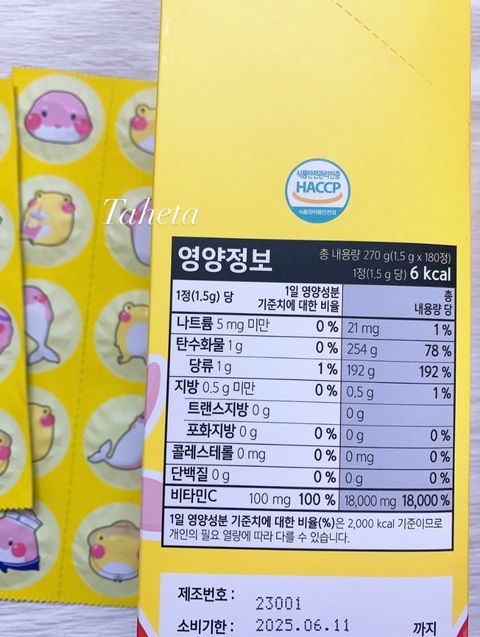 Taheta
식품안전관리인증
HACCP
식품의약품안전처
영양정보 총 내용량 270 g(1.5 g x 180정)
1정(1.5 g 당) 6 kcal
1정(1.5g) 당 1일 영양성분 기준치에 대한 비율 총 내용량 당
나트륨 5 mg 미만 0 % 21 mg 1 %
탄수화물 1 g 0 % 254 g 78 %
당류 1 g 1 % 192 g 192 %
지방 0.5 g 미만 0 % 0.5 g 1 %
트랜스지방 0 g 0 g
포화지방 0 g 0 % 0 g 0 %
콜레스테롤 0 mg 0 % 0 mg 0 %
단백질 0 g 0 % 0 g 0 %
비타민C 100 mg 100 % 18,000 mg 18,000 %
1일 영양성분 기준치에 대한 비율(%)은 2,000 kcal 기준이므로
개인의 필요 열량에 따라 다를 수 있습니다.
제조번호 : 23001
소비기한 : 2025.06.11 까지